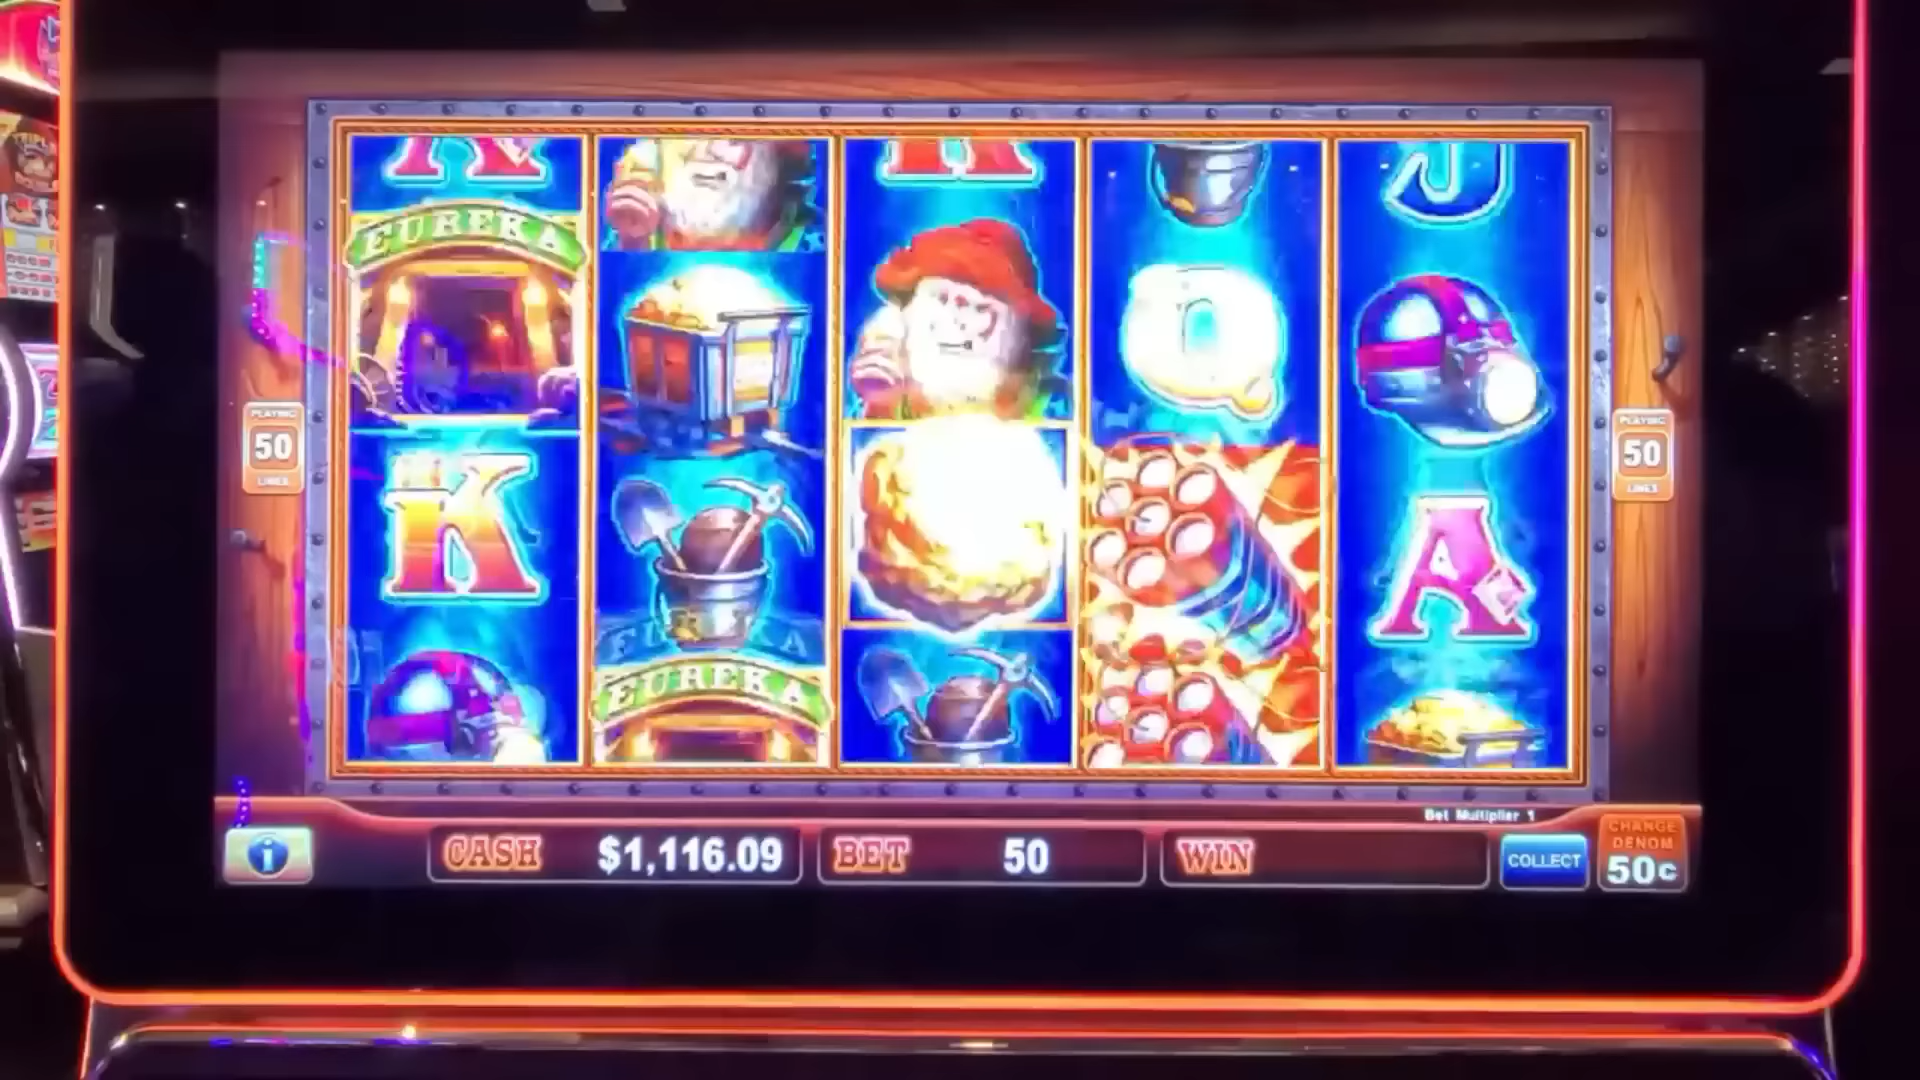 EUREKA
Q
K
A
EUREKA
PLAYING
50
LINES
PLAYING
50
LINES
Bet Multiplier 1
CASH $1,116.09
BET 50
WIN
COLLECT
CHANGE
DENOM
50¢
i
J